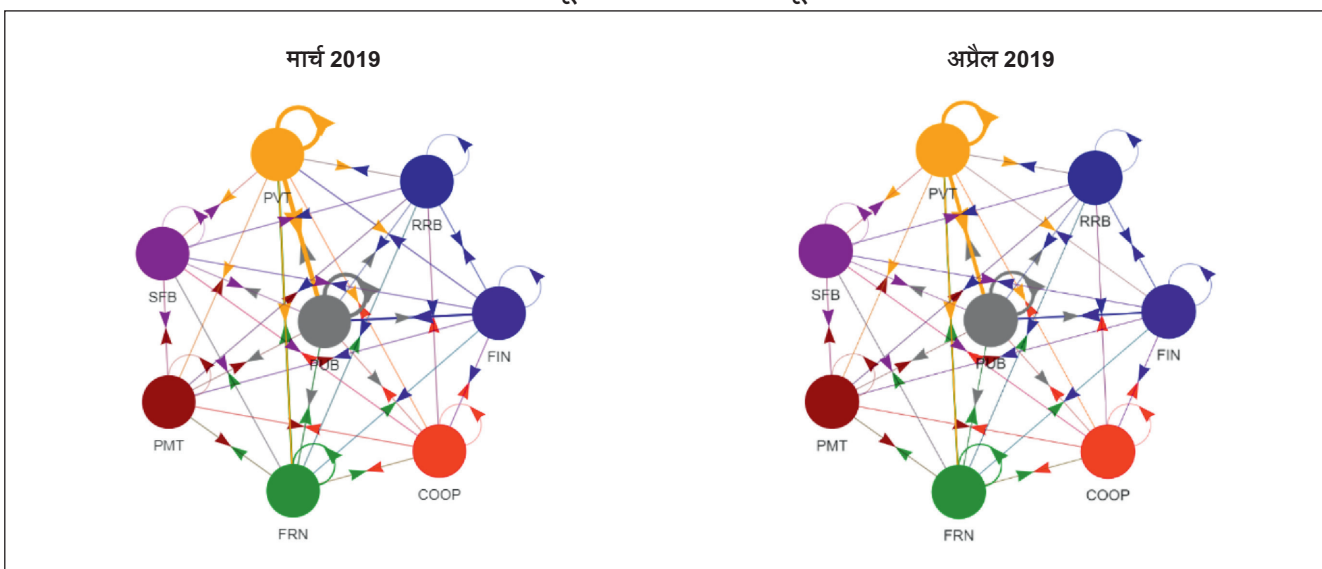 मार्च 2019
PVT
RRB
SFB
FIN
PUB
PMT
COOP
FRN
अप्रैल 2019
PVT
RRB
SFB
FIN
PUB
PMT
COOP
FRN